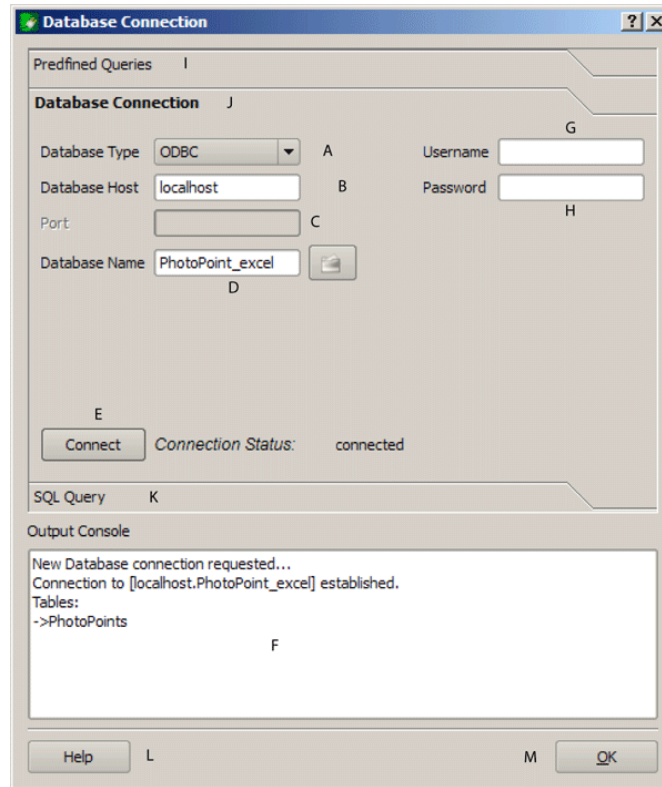 Database Connection ? X
Predfined Queries I
Database Connection J
G
Database Type ODBC A Username
Database Host localhost B Password
Port C H
Database Name PhotoPoint_excel
D
E
Connect Connection Status: connected
SQL Query K
Output Console
New Database connection requested...
Connection to [localhost.PhotoPoint_excel] established.
Tables:
->PhotoPoints
F
Help L M OK